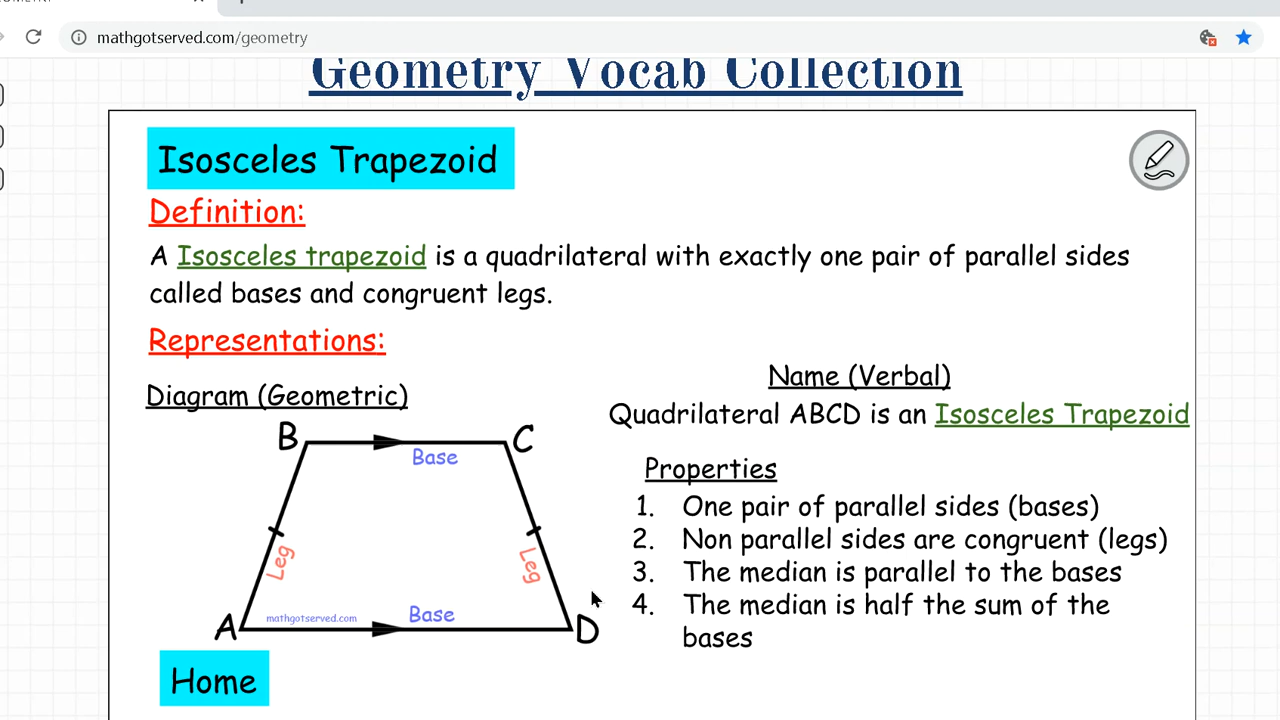 mathgotserved.com/geometry
Geometry Vocab Collection
Isosceles Trapezoid
Definition:
A Isosceles trapezoid is a quadrilateral with exactly one pair of parallel sides
called bases and congruent legs.
Representations:
Diagram (Geometric)
B
C
Base
Leg
Leg
mathgotserved.com
Base
A
D
Name (Verbal)
Quadrilateral ABCD is an Isosceles Trapezoid
Properties
1. One pair of parallel sides (bases)
2. Non parallel sides are congruent (legs)
3. The median is parallel to the bases
4. The median is half the sum of the
bases
Home